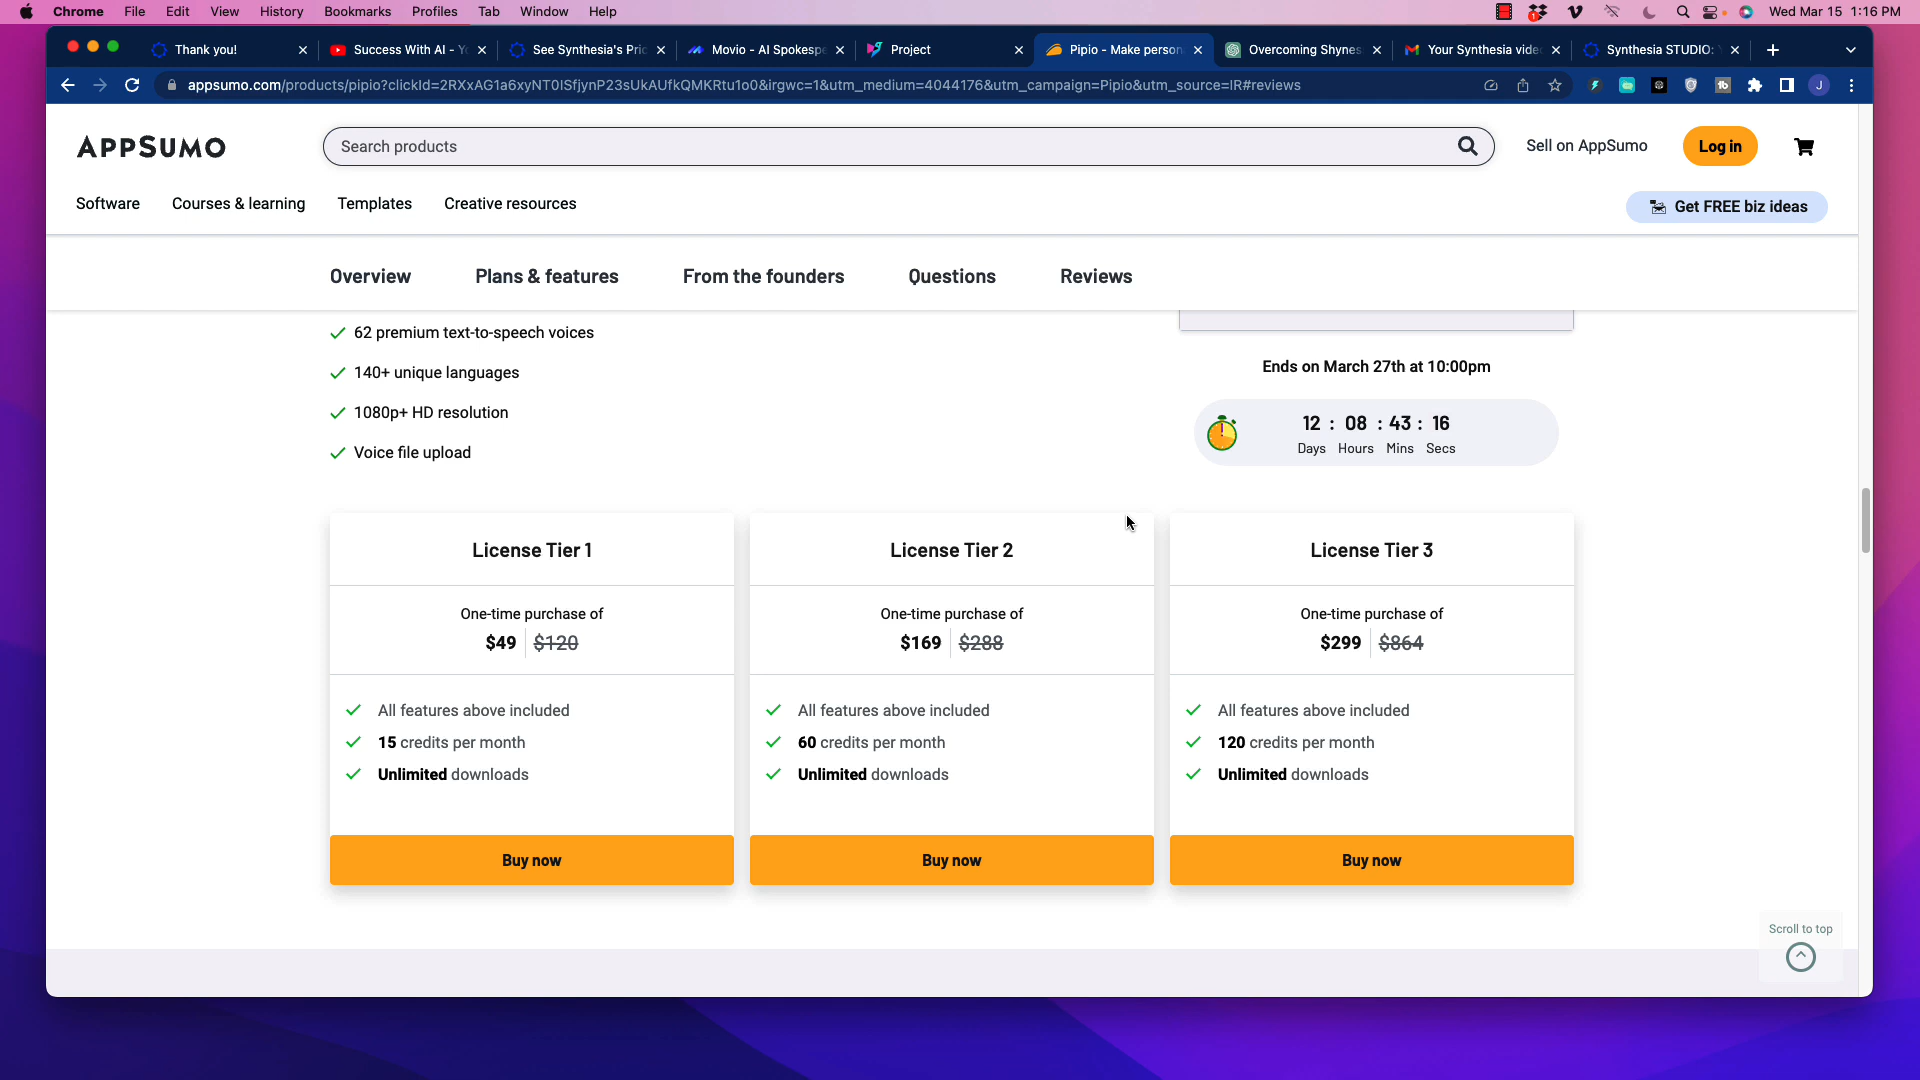 Chrome File Edit View History Bookmarks Profiles Tab Window Help Wed Mar 15 1:16 PM
Thank you! Success With AI - Yo See Synthesia's Pric Movio - AI Spokespe Project Pipio - Make person Overcoming Shynes Your Synthesia vide Synthesia STUDIO:
appsumo.com/products/pipio?clickId=2RXxAG1a6xyNT0ISfjynP23sUkAUfkQMKRtu1o0&irgwc=1&utm_medium=4044176&utm_campaign=Pipio&utm_source=IR#reviews
APPSUMO
Search products
Sell on AppSumo
Log in
Software Courses & learning Templates Creative resources
Get FREE biz ideas
Overview Plans & features From the founders Questions Reviews
62 premium text-to-speech voices
140+ unique languages
1080p+ HD resolution
Voice file upload
Ends on March 27th at 10:00pm
12 : 08 : 43 : 16
Days Hours Mins Secs
License Tier 1
One-time purchase of
$49 $120
All features above included
15 credits per month
Unlimited downloads
Buy now
License Tier 2
One-time purchase of
$169 $288
All features above included
60 credits per month
Unlimited downloads
Buy now
License Tier 3
One-time purchase of
$299 $864
All features above included
120 credits per month
Unlimited downloads
Buy now
Scroll to top